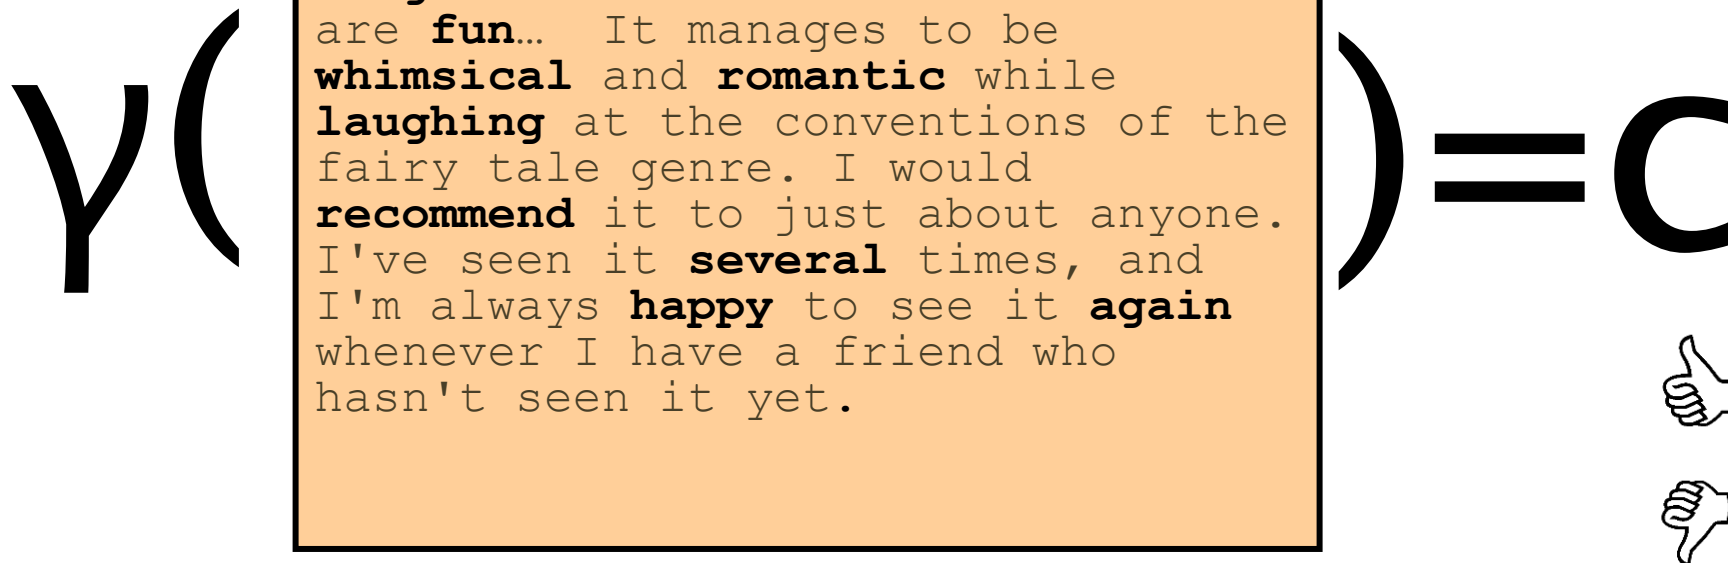 γ(
are fun… It manages to be
whimsical and romantic while
laughing at the conventions of the
fairy tale genre. I would
recommend it to just about anyone.
I've seen it several times, and
I'm always happy to see it again
whenever I have a friend who
hasn't seen it yet.
)=c